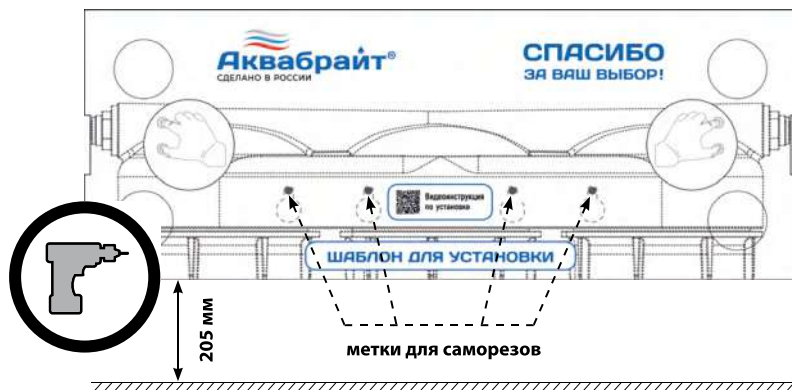 Аквабрайт®
СДЕЛАНО В РОССИИ
СПАСИБО
ЗА ВАШ ВЫБОР!
Видеоинструкция
по установке
ШАБЛОН ДЛЯ УСТАНОВКИ
205 мм
метки для саморезов